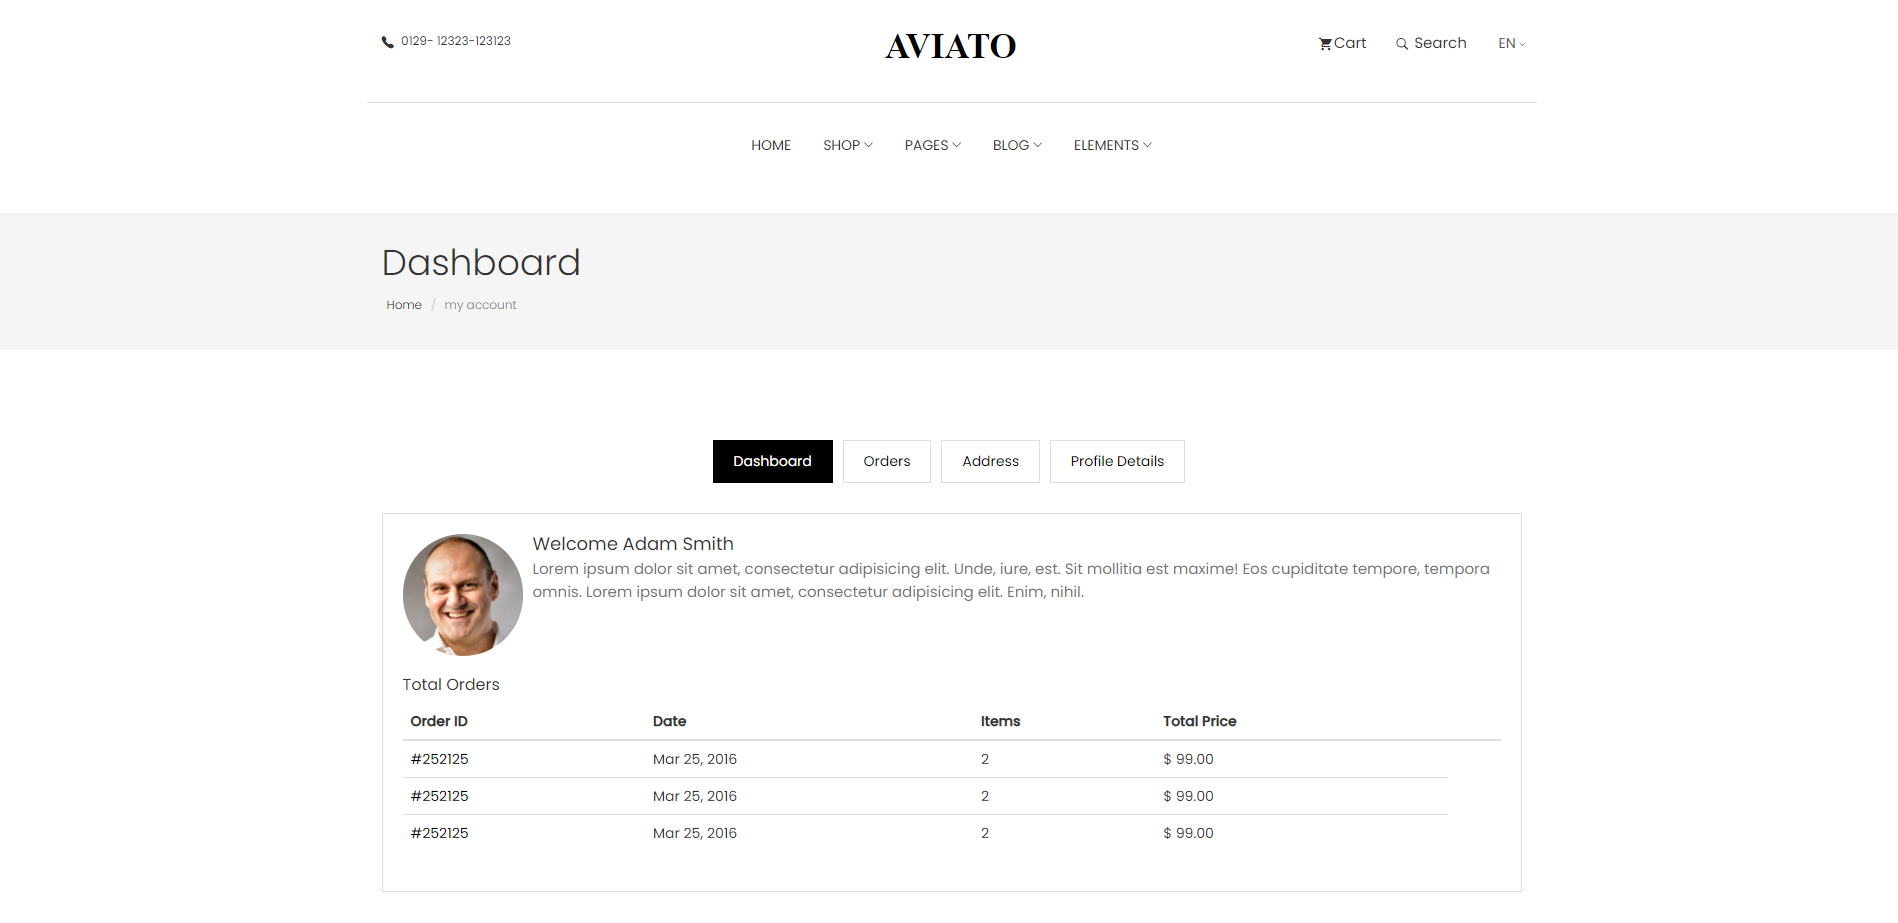 0129- 12323-123123
AVIATO
Cart
Search
EN
HOME
SHOP
PAGES
BLOG
ELEMENTS
Dashboard
Home / my account
Dashboard
Orders
Address
Profile Details
Welcome Adam Smith
Lorem ipsum dolor sit amet, consectetur adipisicing elit. Unde, iure, est. Sit mollitia est maxime! Eos cupiditate tempore, tempora
omnis. Lorem ipsum dolor sit amet, consectetur adipisicing elit. Enim, nihil.
Total Orders
Order ID Date Items Total Price
#252125 Mar 25, 2016 2 $ 99.00
#252125 Mar 25, 2016 2 $ 99.00
#252125 Mar 25, 2016 2 $ 99.00